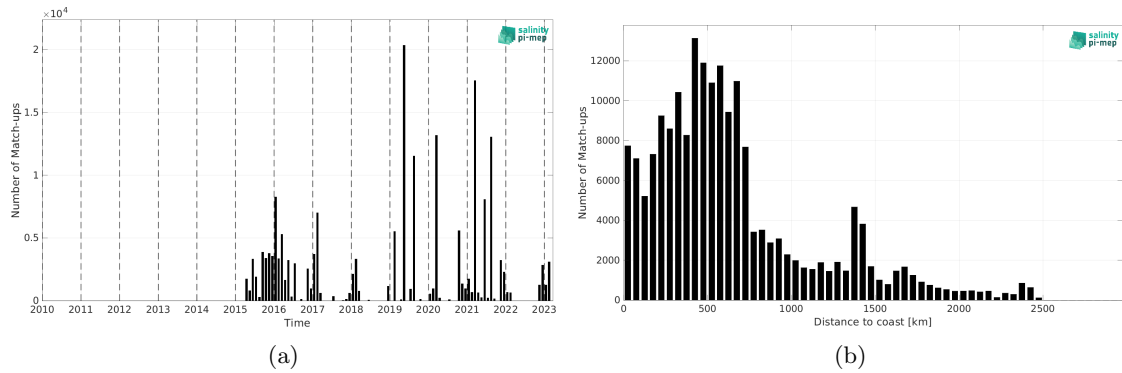 ×10⁴
salinity
pi-mep
2
1.5
1
0.5
0
Number of Match-ups
2010 2011 2012 2013 2014 2015 2016 2017 2018 2019 2020 2021 2022 2023
Time
(a)
salinity
pi-mep
12000
10000
8000
6000
4000
2000
0
Number of Match-ups
0 500 1000 1500 2000 2500
Distance to coast [km]
(b)